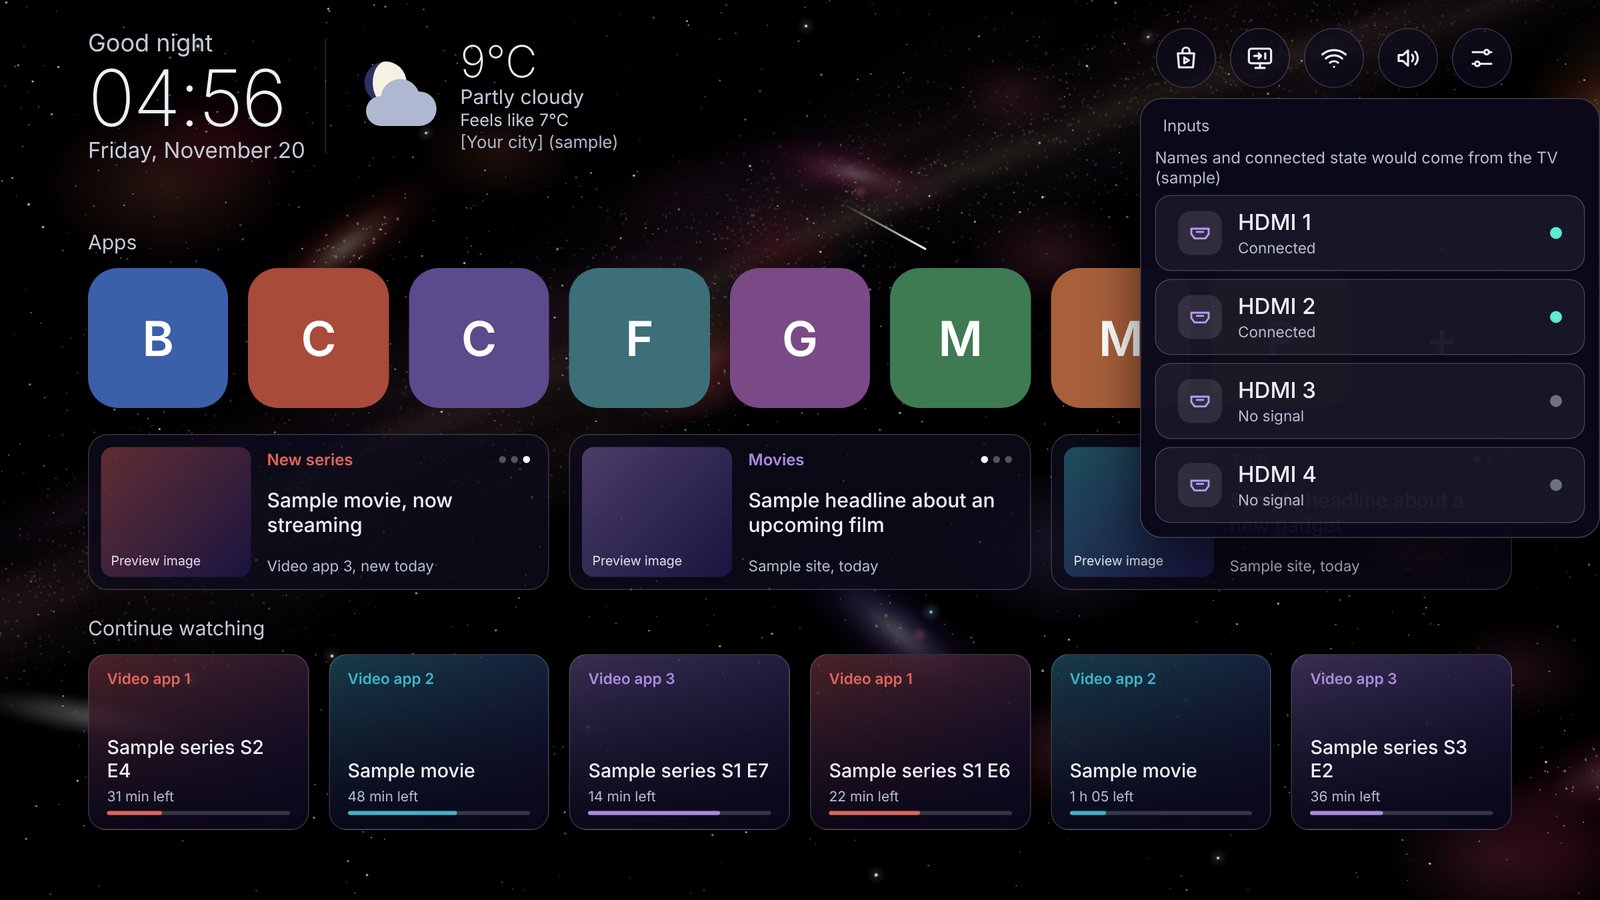 Good night
04:56
Friday, November 20
9°C
Partly cloudy
Feels like 7°C
[Your city] (sample)
Inputs
Names and connected state would come from the TV
(sample)
HDMI 1
Connected
HDMI 2
Connected
HDMI 3
No signal
HDMI 4
No signal
Apps
B
C
C
F
G
M
M
+
New series
Sample movie, now
streaming
Video app 3, new today
Preview image
Movies
Sample headline about an
upcoming film
Sample site, today
Preview image
Tech
headline about a
new gadget
Sample site, today
Preview image
Continue watching
Video app 1
Sample series S2
E4
31 min left
Video app 2
Sample movie
48 min left
Video app 3
Sample series S1 E7
14 min left
Video app 1
Sample series S1 E6
22 min left
Video app 2
Sample movie
1 h 05 left
Video app 3
Sample series S3
E2
36 min left